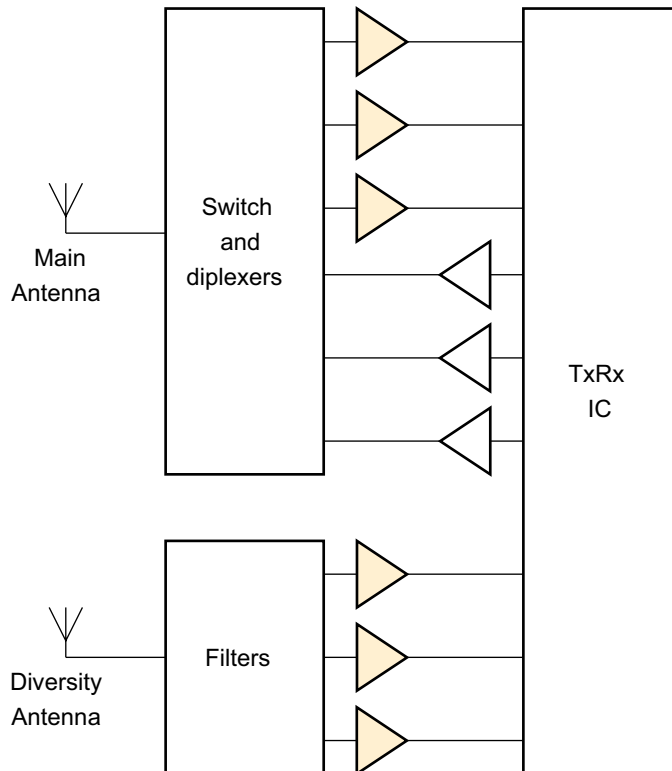 Main
Antenna
Switch
and
diplexers
TxRx
IC
Diversity
Antenna
Filters